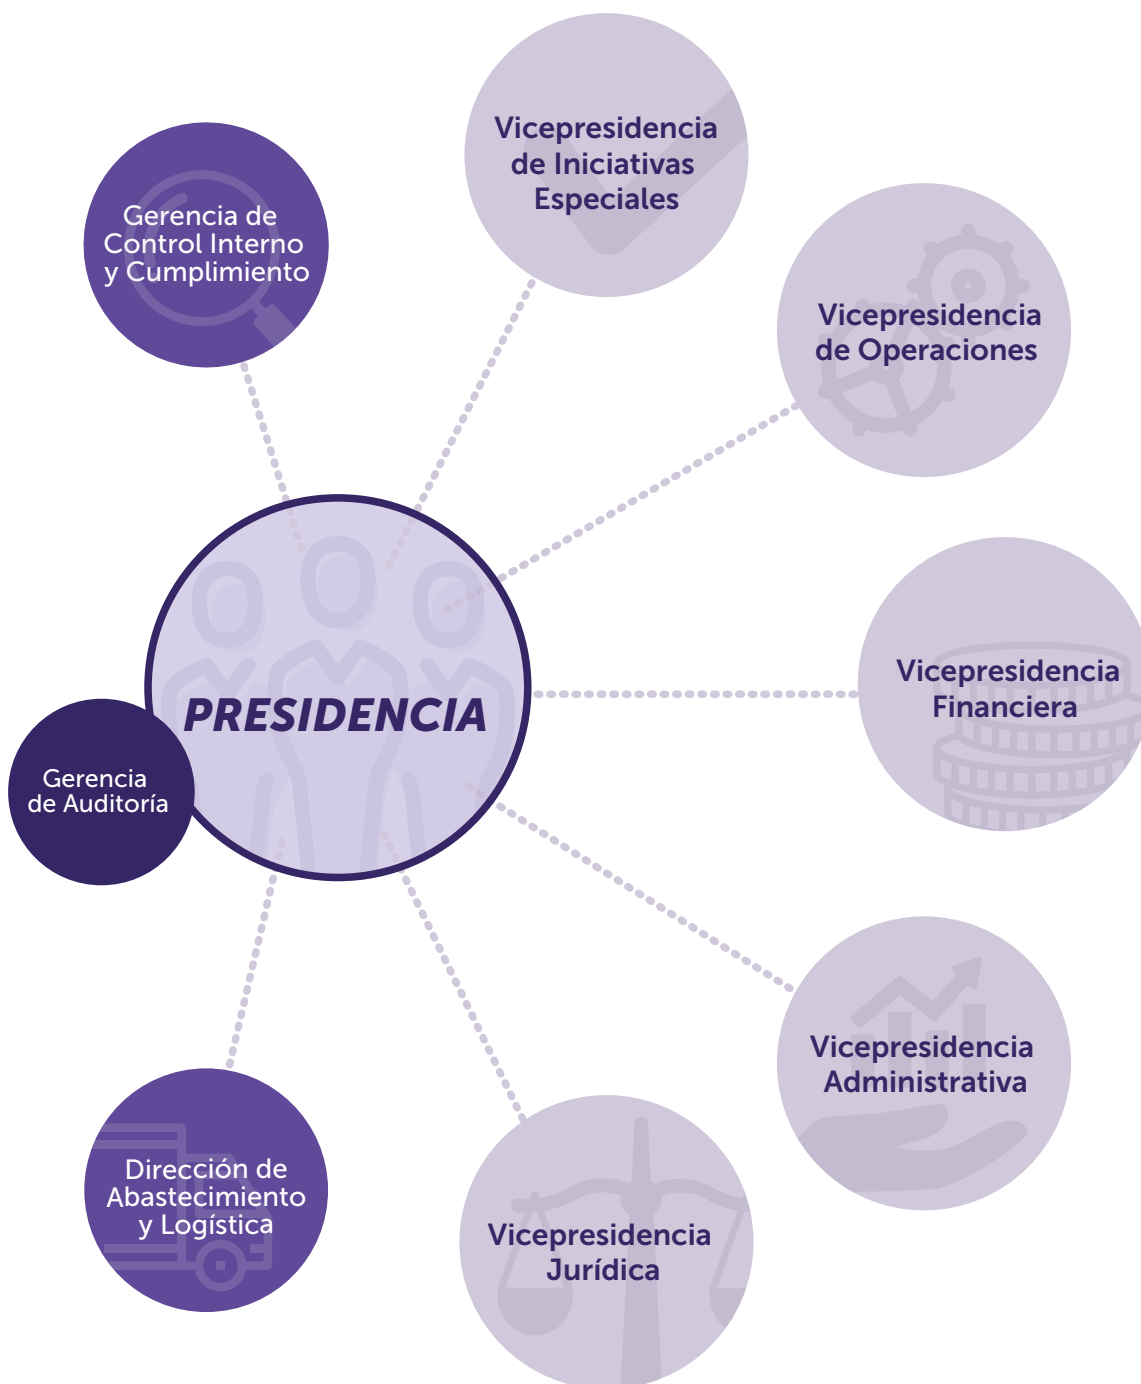 Vicepresidencia
de Iniciativas
Especiales
Gerencia de
Control Interno
y Cumplimiento
Vicepresidencia
de Operaciones
Vicepresidencia
Financiera
PRESIDENCIA
Gerencia
de Auditoría
Vicepresidencia
Administrativa
Dirección de
Abastecimiento
y Logística
Vicepresidencia
Jurídica